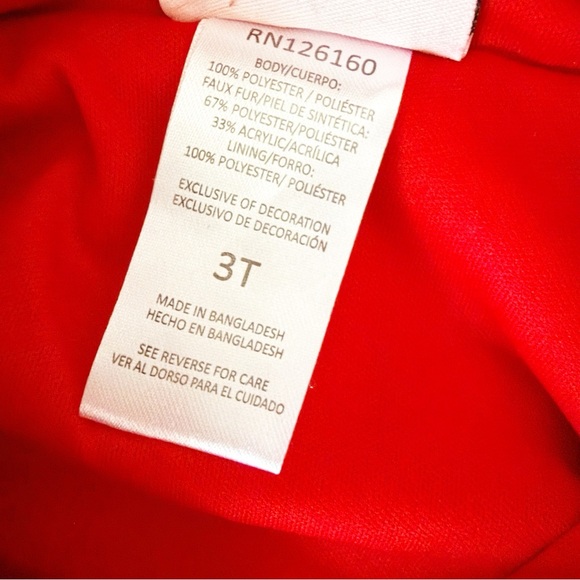 RN126160
BODY/CUERPO:
100% POLYESTER / POLIÉSTER
FAUX FUR/PIEL DE SINTÉTICA:
67% POLYESTER/POLIÉSTER
33% ACRYLIC/ACRÍLICA
LINING/FORRO:
100% POLYESTER/ POLIÉSTER
EXCLUSIVE OF DECORATION
EXCLUSIVO DE DECORACIÓN
3T
MADE IN BANGLADESH
HECHO EN BANGLADESH
SEE REVERSE FOR CARE
VER AL DORSO PARA EL CUIDADO